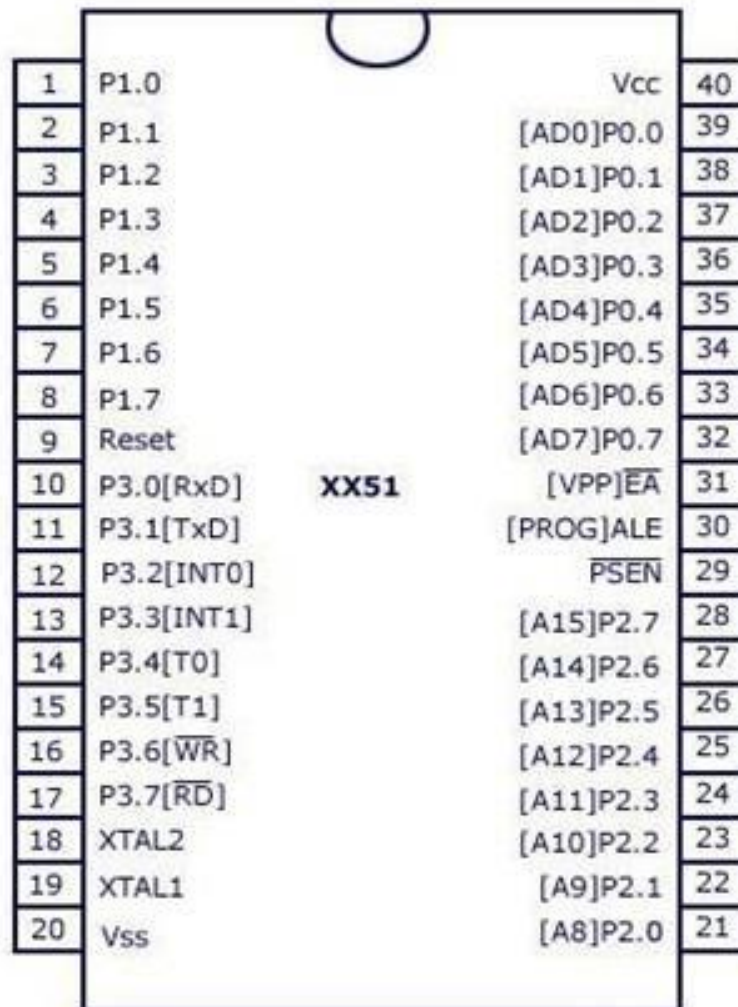 1 P1.0 Vcc 40
2 P1.1 [AD0]P0.0 39
3 P1.2 [AD1]P0.1 38
4 P1.3 [AD2]P0.2 37
5 P1.4 [AD3]P0.3 36
6 P1.5 [AD4]P0.4 35
7 P1.6 [AD5]P0.5 34
8 P1.7 [AD6]P0.6 33
9 Reset [AD7]P0.7 32
10 P3.0[RxD] XX51 [VPP]E̅A̅ 31
11 P3.1[TxD] [PROG]ALE 30
12 P3.2[INT0] P̅S̅E̅N̅ 29
13 P3.3[INT1] [A15]P2.7 28
14 P3.4[T0] [A14]P2.6 27
15 P3.5[T1] [A13]P2.5 26
16 P3.6[W̅R̅] [A12]P2.4 25
17 P3.7[R̅D̅] [A11]P2.3 24
18 XTAL2 [A10]P2.2 23
19 XTAL1 [A9]P2.1 22
20 Vss [A8]P2.0 21